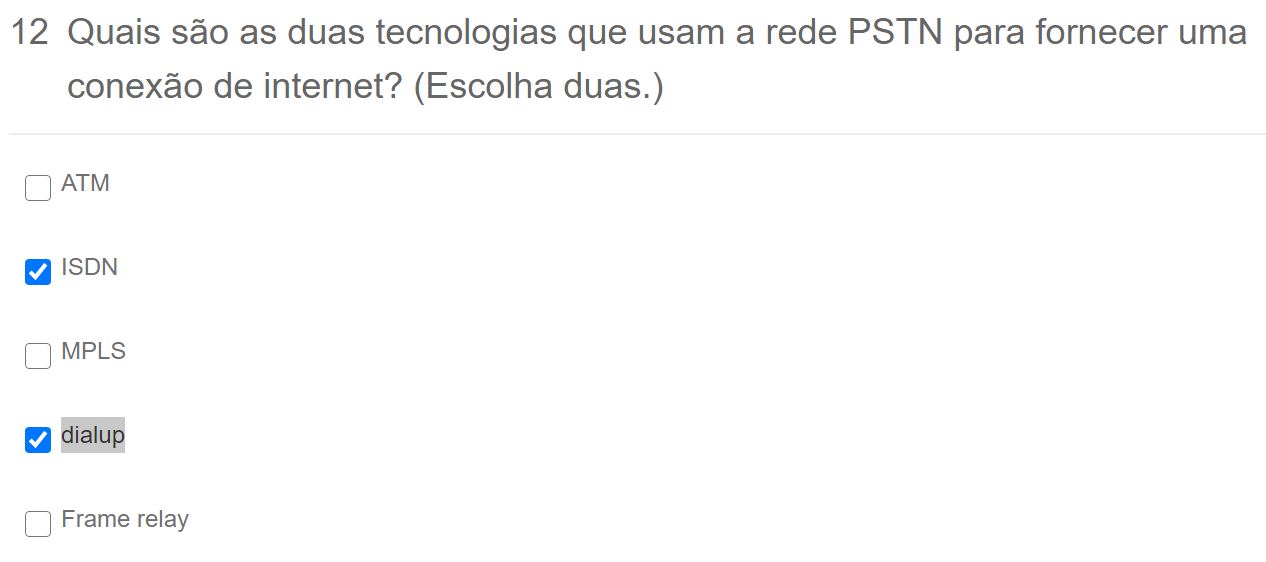 12 Quais são as duas tecnologias que usam a rede PSTN para fornecer uma
conexão de internet? (Escolha duas.)
ATM
ISDN
MPLS
dialup
Frame relay